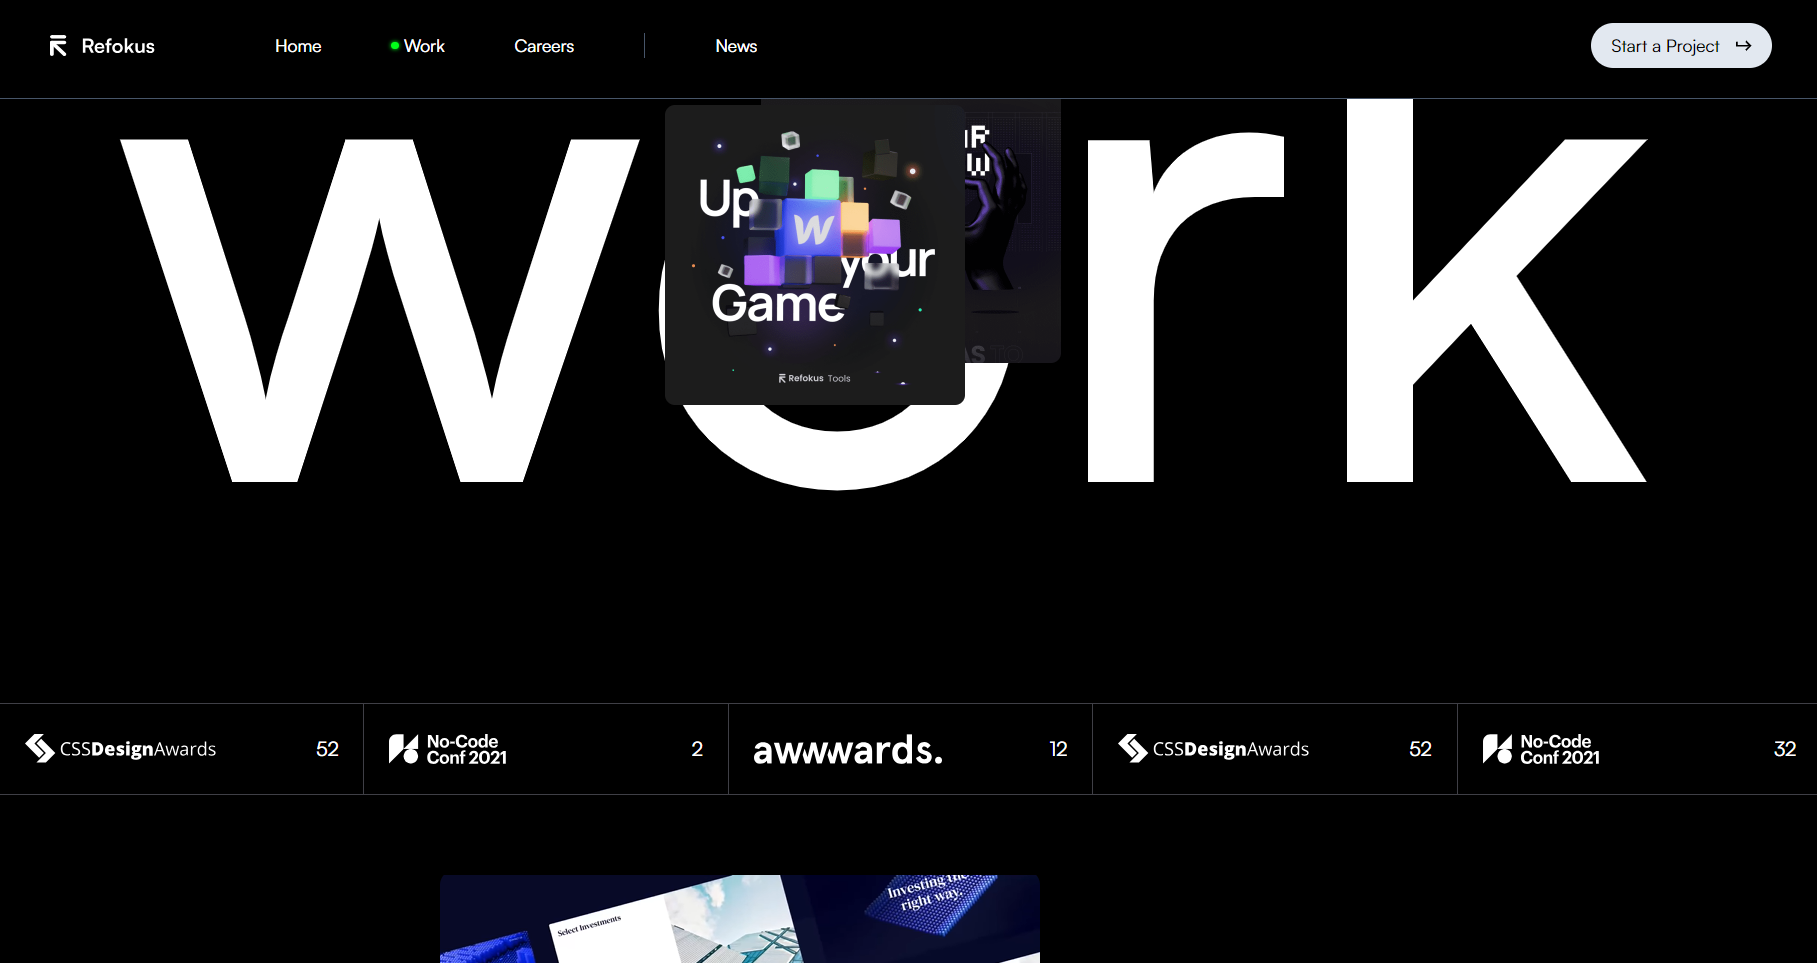 Refokus
Home
Work
Careers
News
Start a Project
work
Up
your
Game
Refokus Tools
CSSDesignAwards
52
No-Code
Conf 2021
2
awwwards.
12
CSSDesignAwards
52
No-Code
Conf 2021
32
Select Investments
Investing the
right way.